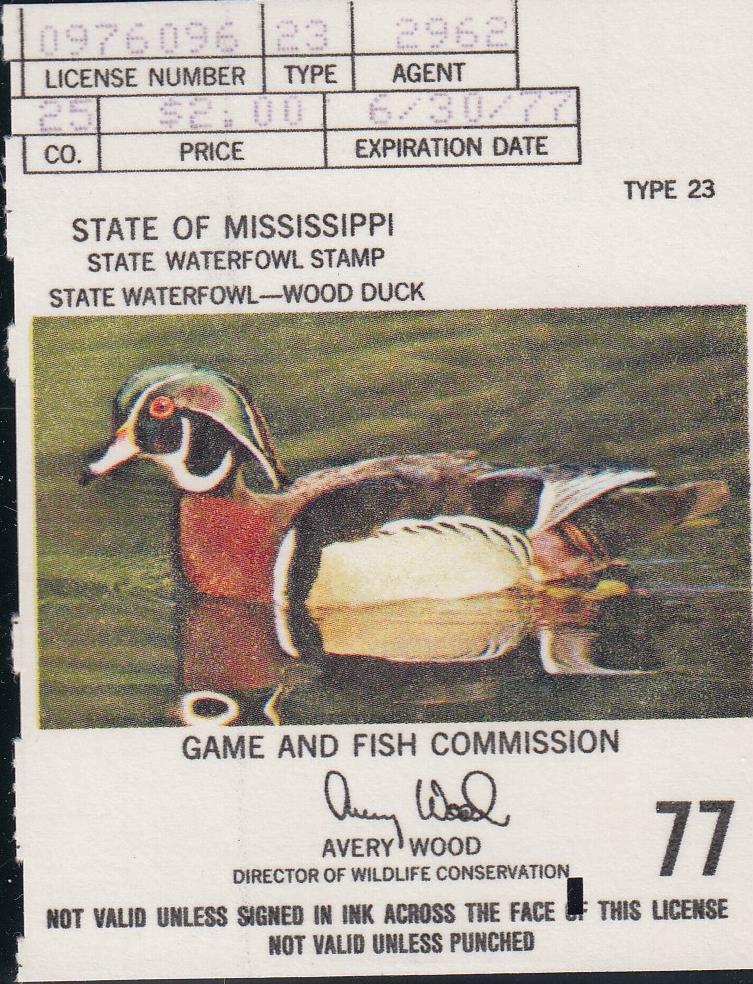 0976096 23 2962
LICENSE NUMBER TYPE AGENT
25 $2.00 6/30/77
CO. PRICE EXPIRATION DATE
TYPE 23
STATE OF MISSISSIPPI
STATE WATERFOWL STAMP
STATE WATERFOWL—WOOD DUCK
GAME AND FISH COMMISSION
Avery Wood
AVERY WOOD
77
DIRECTOR OF WILDLIFE CONSERVATION
NOT VALID UNLESS SIGNED IN INK ACROSS THE FACE OF THIS LICENSE
NOT VALID UNLESS PUNCHED